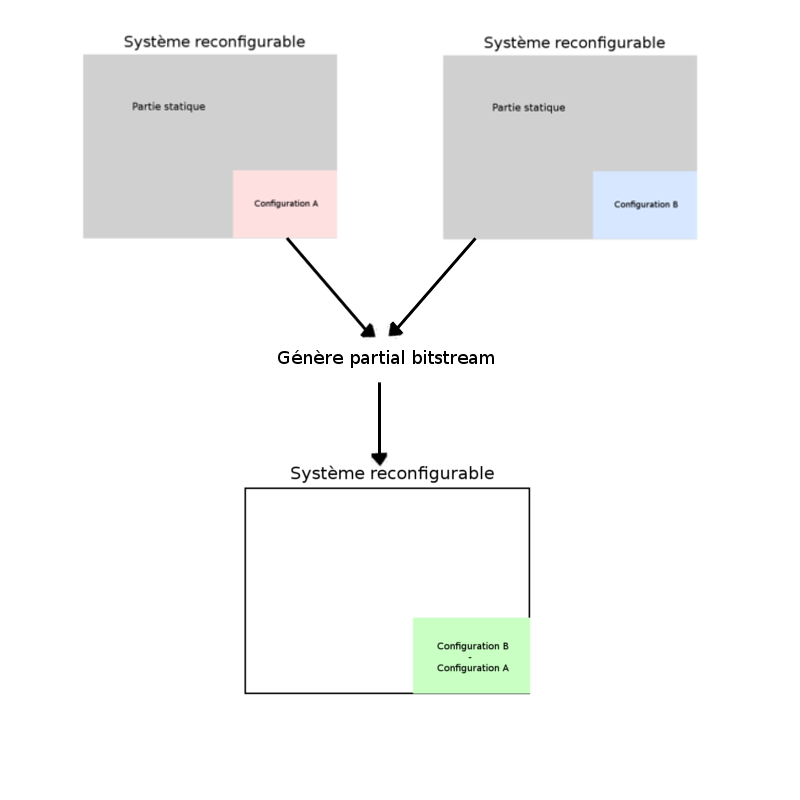 Système reconfigurable
Système reconfigurable
Partie statique
Partie statique
Configuration A
Configuration B
Génère partial bitstream
Système reconfigurable
Configuration B
-
Configuration A